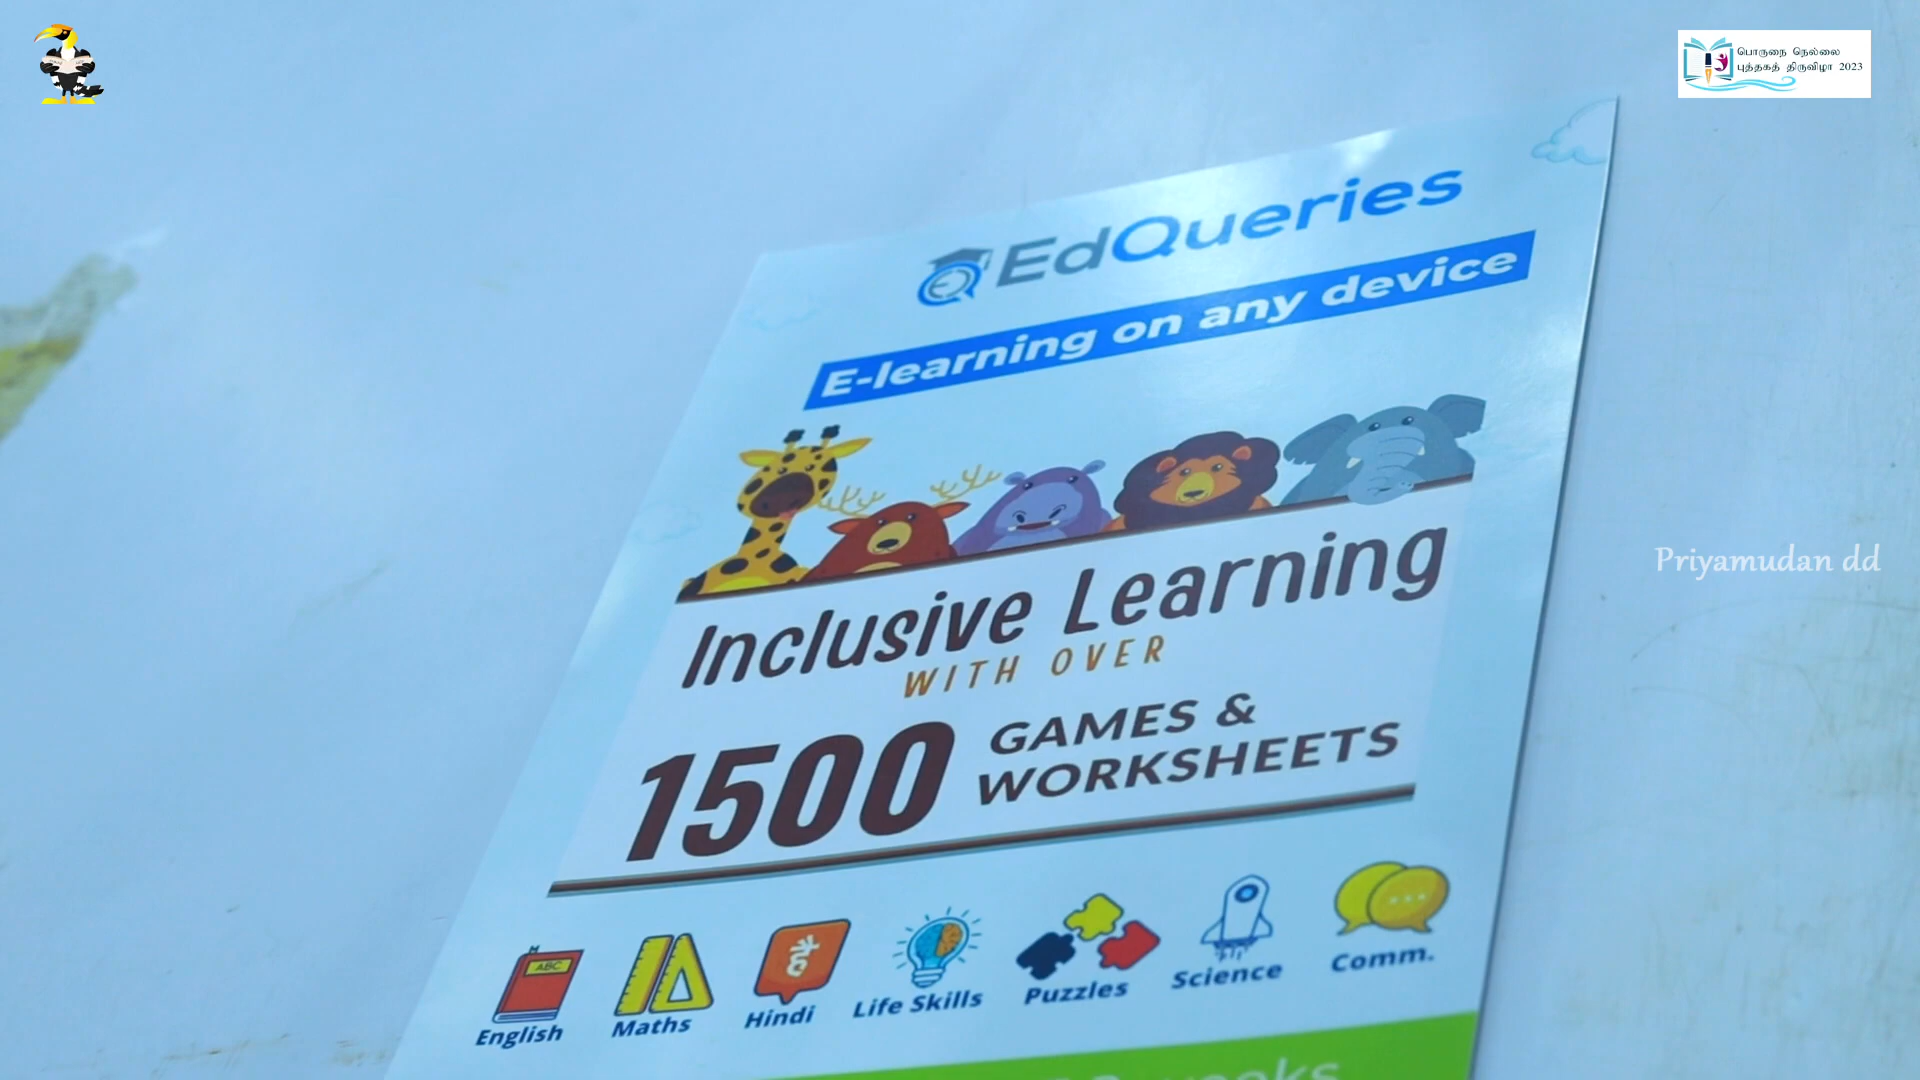 பொருநை நெல்லை
புத்தகத் திருவிழா 2023
EdQueries
E-learning on any device
Inclusive Learning
WITH OVER
1500 GAMES &
WORKSHEETS
ABC
English Maths Hindi Life Skills Puzzles Science Comm.
weeks
Priyamudan dd